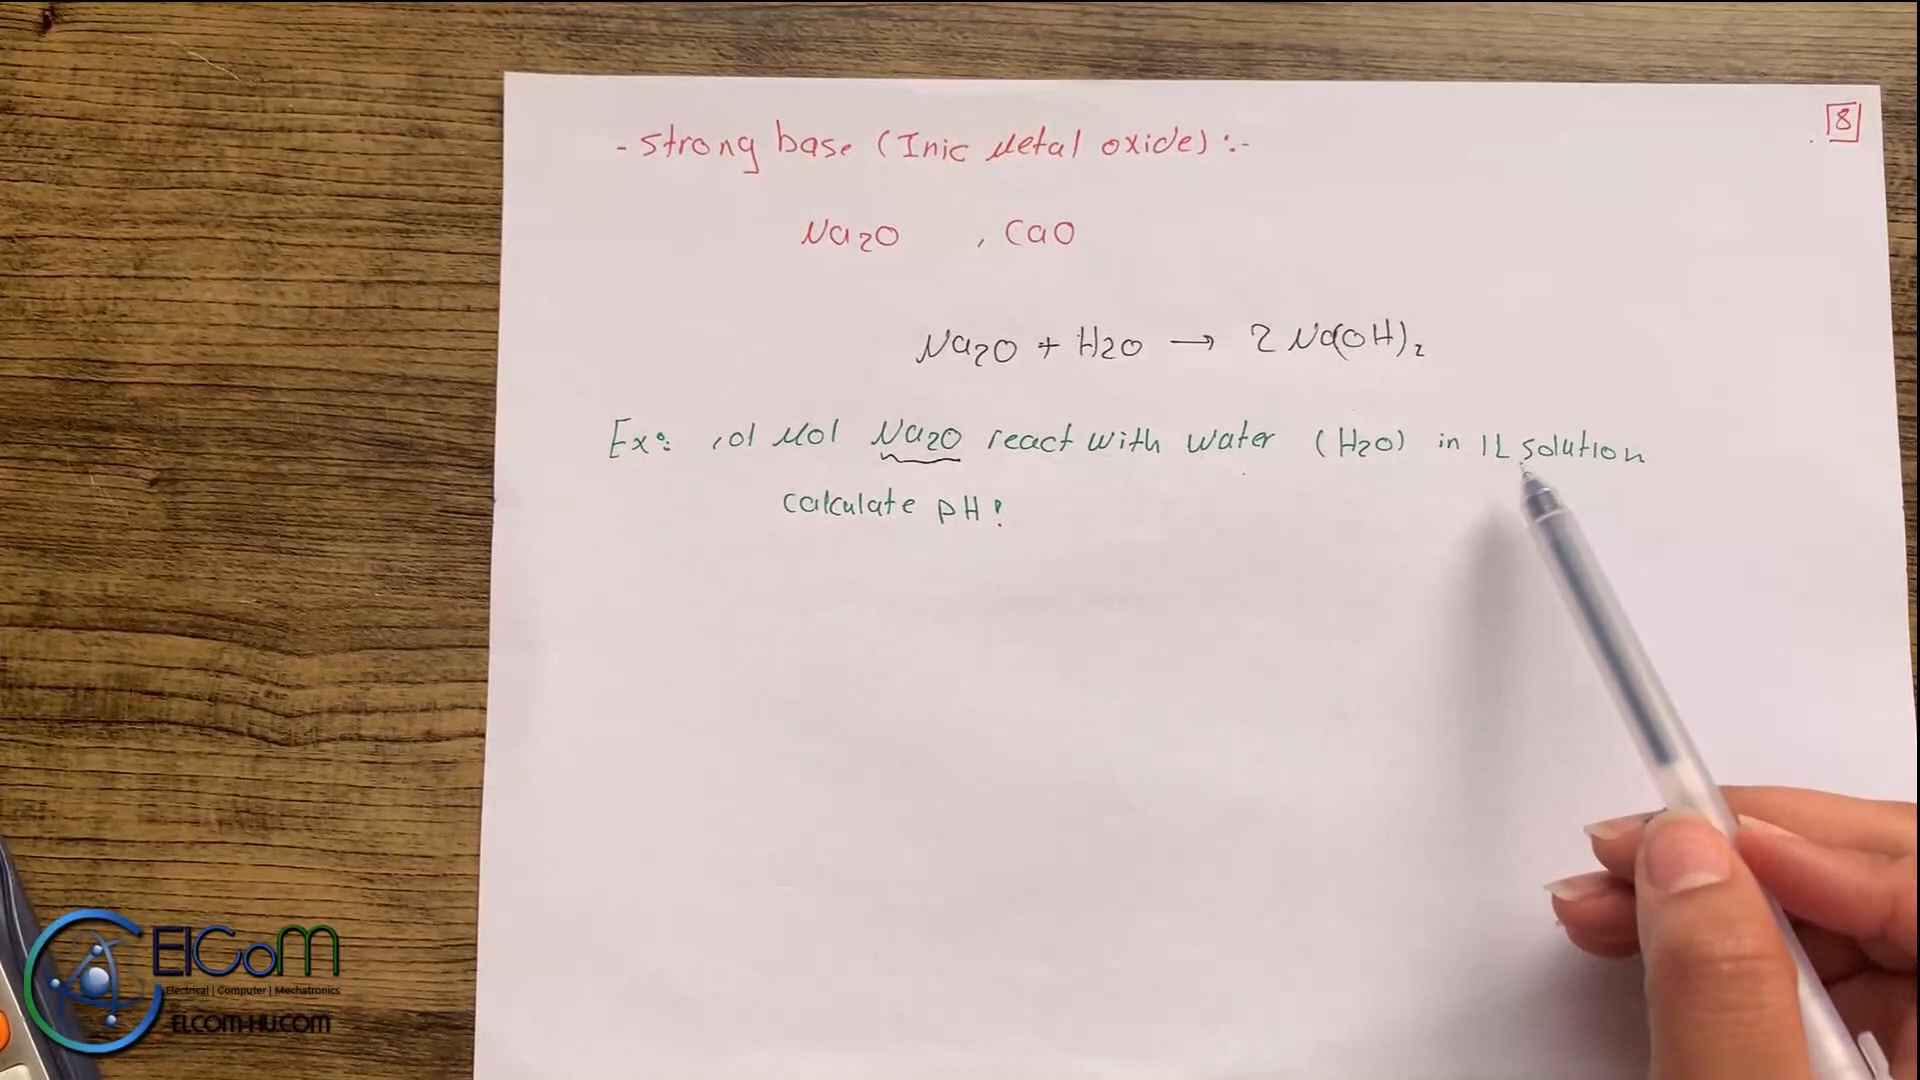 8
- strong base (Inic Metal oxide) :-
Na2O , CaO
Na2O + H2O → 2 Na(OH)2
Ex: .01 Mol Na2O react with water (H2O) in 1L solution
calculate pH?
ElCoM
Electrical | Computer | Mechatronics
ELCOM-HU.COM